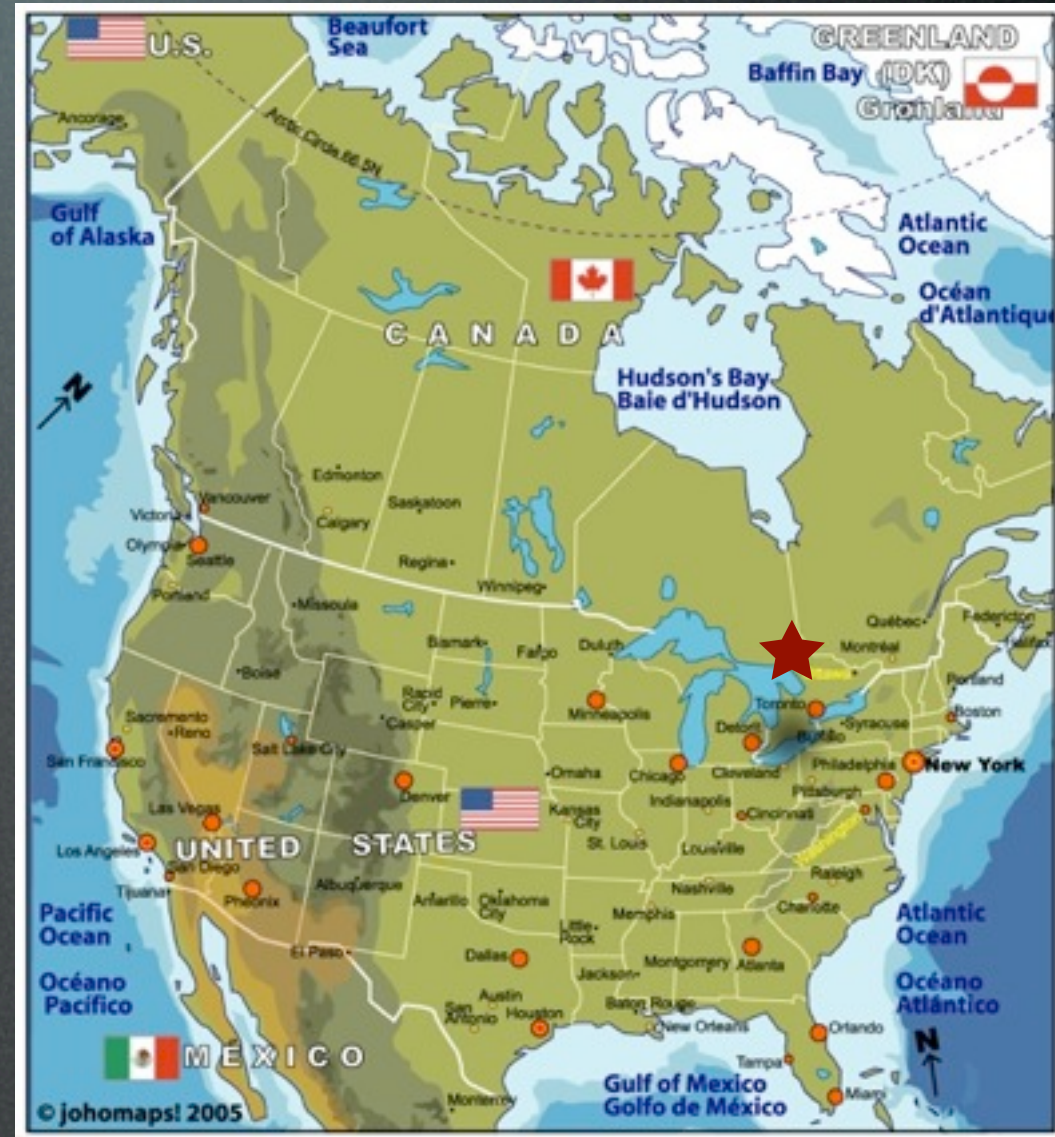 U.S.
Beaufort
Sea
GREENLAND
(DK)
Grønland
Baffin Bay
Anchorage
Arctic Circle, 66.5N
Gulf
of Alaska
Atlantic
Ocean
Océan
d'Atlantique
CANADA
N
Hudson's Bay
Baie d'Hudson
Edmonton
Vancouver
Saskatoon
Victoria
Calgary
Olympia
Seattle
Regina
Winnipeg
Portland
Missoula
Québec
Fredericton
Halifax
Bismark
Fargo
Duluth
Montréal
Boise
Rapid
City
Pierre
Portland
Sacramento
Reno
Casper
Minneapolis
Toronto
Boston
Detroit
Syracuse
Buffalo
San Francisco
Salt Lake City
Omaha
Chicago
Cleveland
Philadelphia
New York
Pittsburgh
Denver
Las Vegas
Kansas
City
Indianapolis
Cincinnati
Washington
Los Angeles
UNITED STATES
St. Louis
Louisville
San Diego
Tijuana
Pheonix
Albuquerque
Amarillo
Oklahoma
City
Nashville
Raleigh
Memphis
Charlotte
Pacific
Ocean
Little
Rock
Atlantic
Ocean
El Paso
Dallas
Montgomery
Atlanta
Jackson
Océano
Pacífico
Océano
Atlántico
Austin
San
Antonio
Houston
Baton Rouge
New Orleans
Orlando
N
MÉXICO
Tampa
Gulf of Mexico
Golfo de México
Miami
Monterrey
© johomaps! 2005